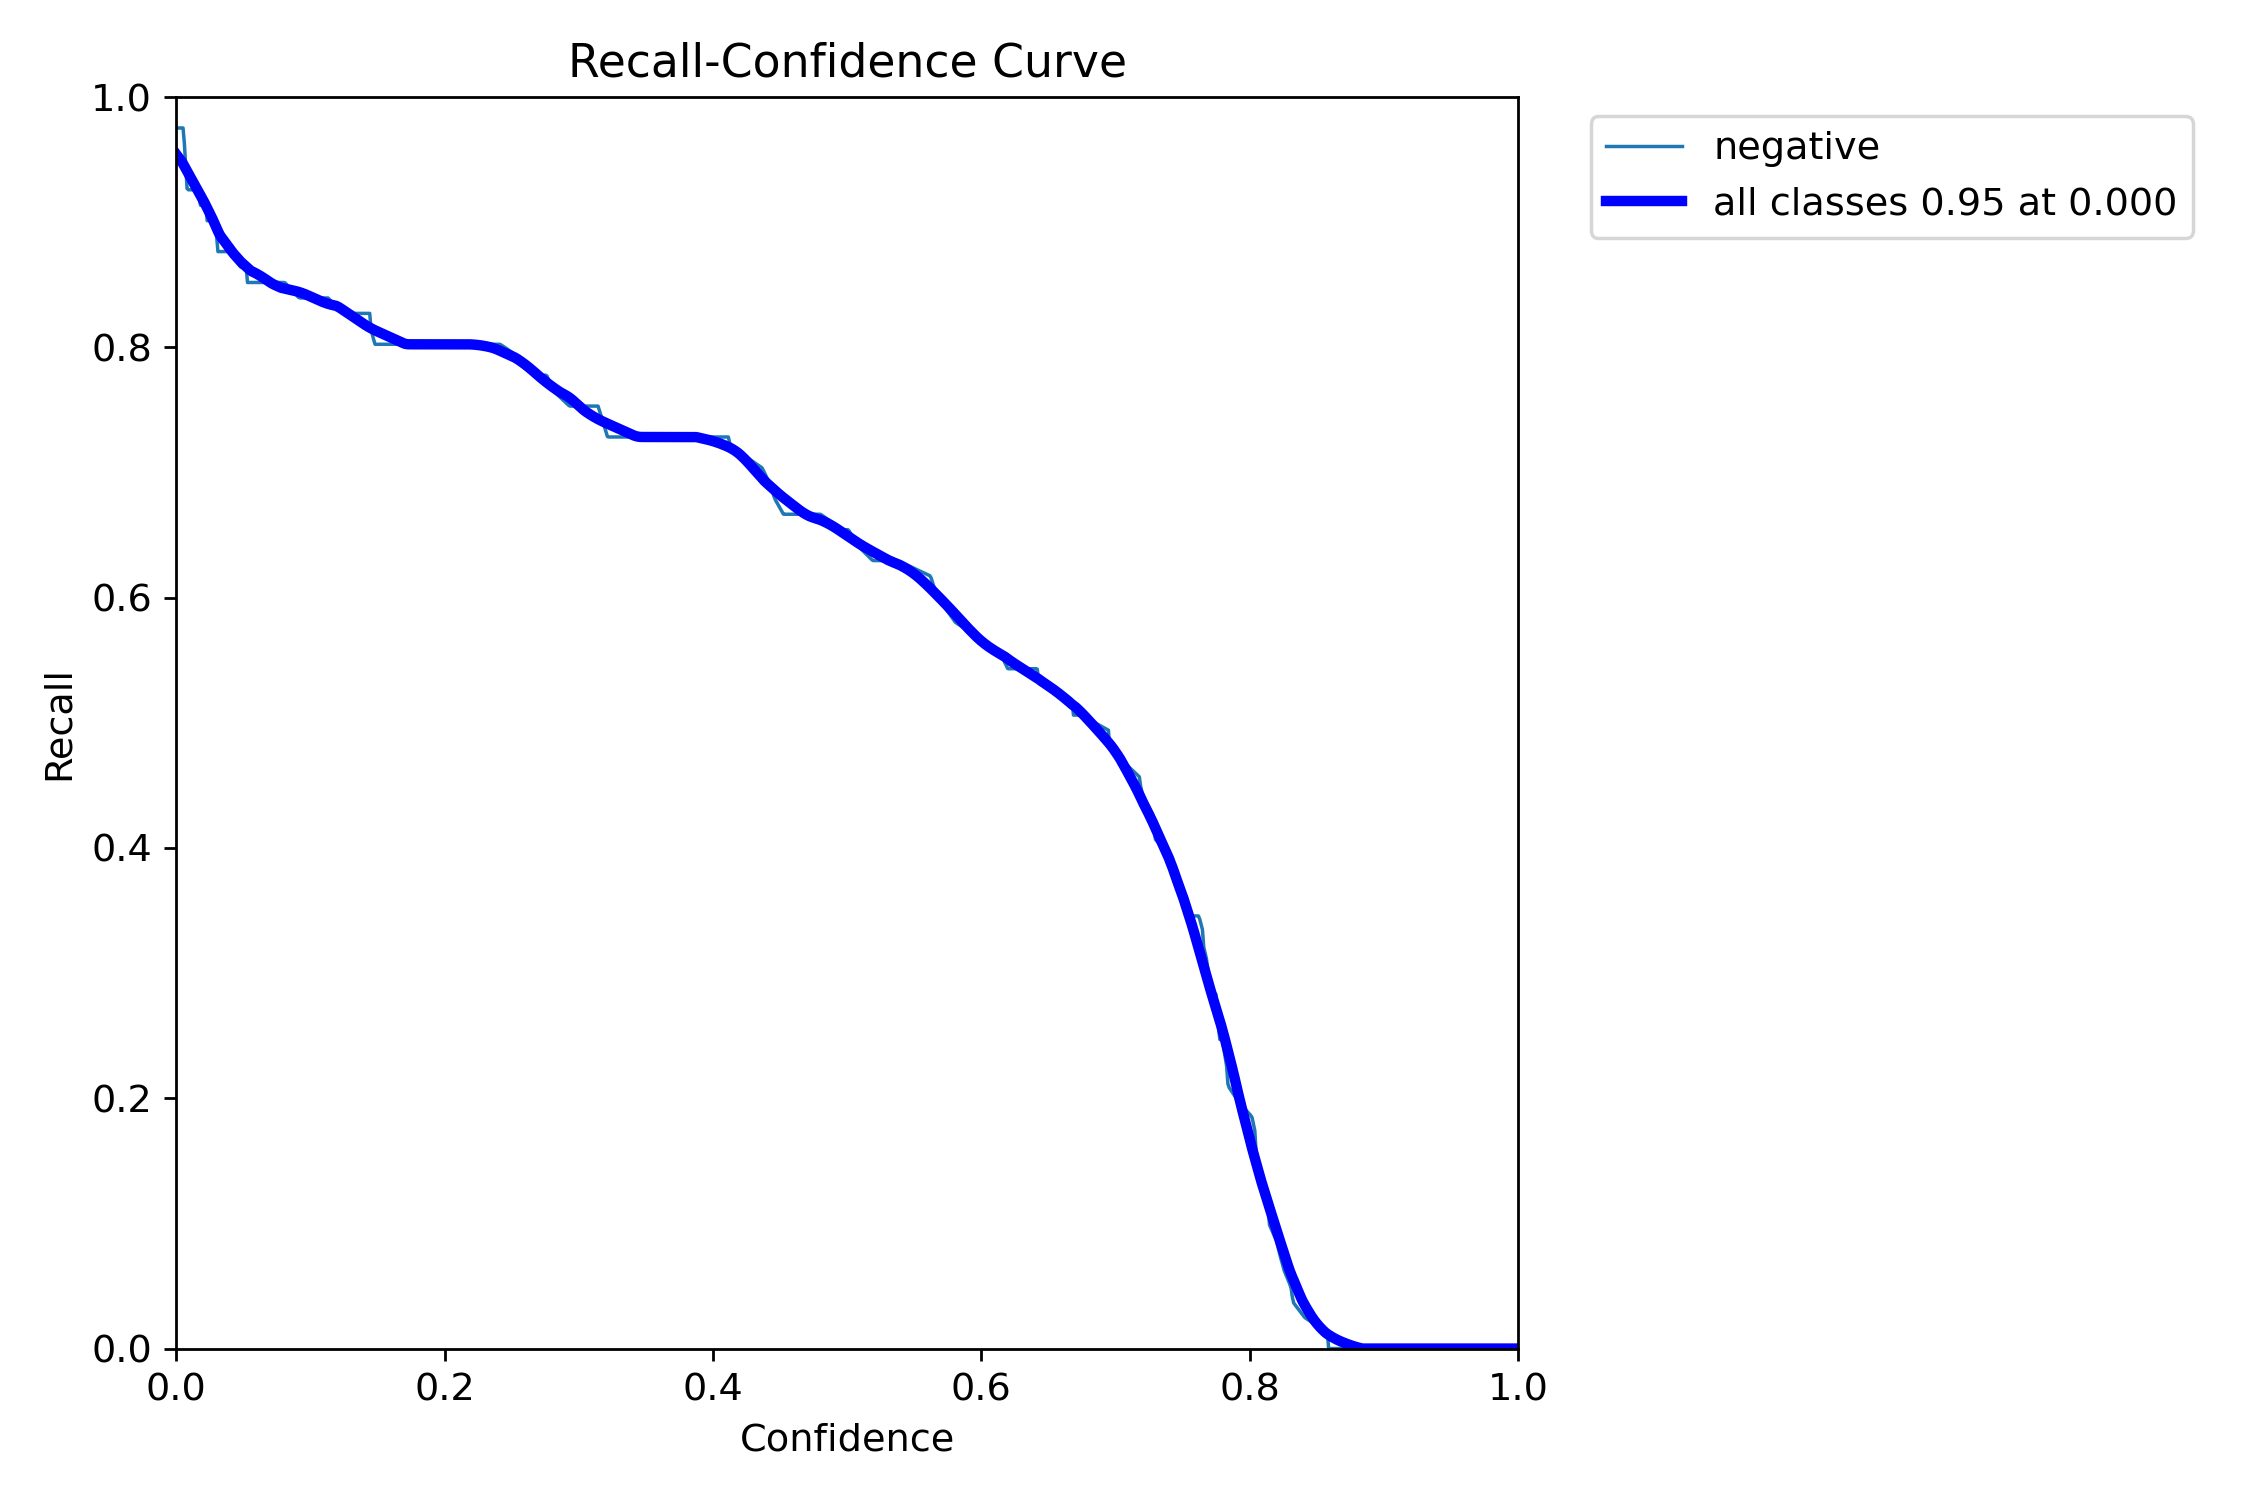 Recall-Confidence Curve
negative
all classes 0.95 at 0.000
1.0
0.8
0.6
0.4
0.2
0.0
Recall
0.0 0.2 0.4 0.6 0.8 1.0
Confidence